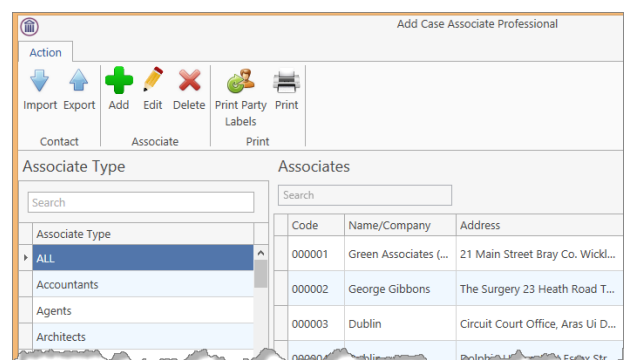 Add Case Associate Professional
Action
Import Export Add Edit Delete Print Party Labels Print
Contact Associate Print
Associate Type Associates
Search Search
Associate Type
Code Name/Company Address
ALL
000001 Green Associates (... 21 Main Street Bray Co. Wickl...
Accountants
000002 George Gibbons The Surgery 23 Heath Road T...
Agents
000003 Dublin Circuit Court Office, Aras Ui D...
Architects